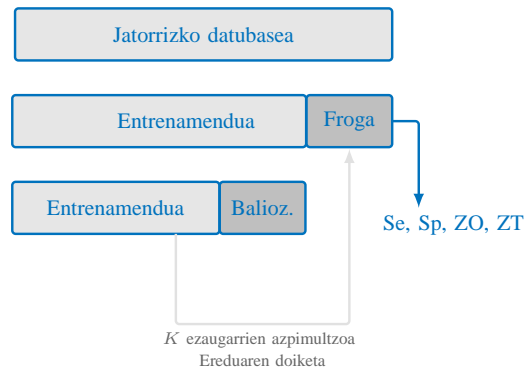 Jatorrizko datubasea
Entrenamendua Froga
Entrenamendua Balioz.
Se, Sp, ZO, ZT
K ezaugarrien azpimultzoa
Ereduaren doiketa